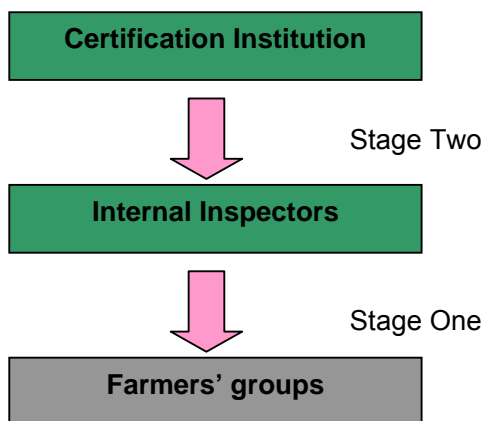 Certification Institution
Stage Two
Internal Inspectors
Stage One
Farmers’ groups